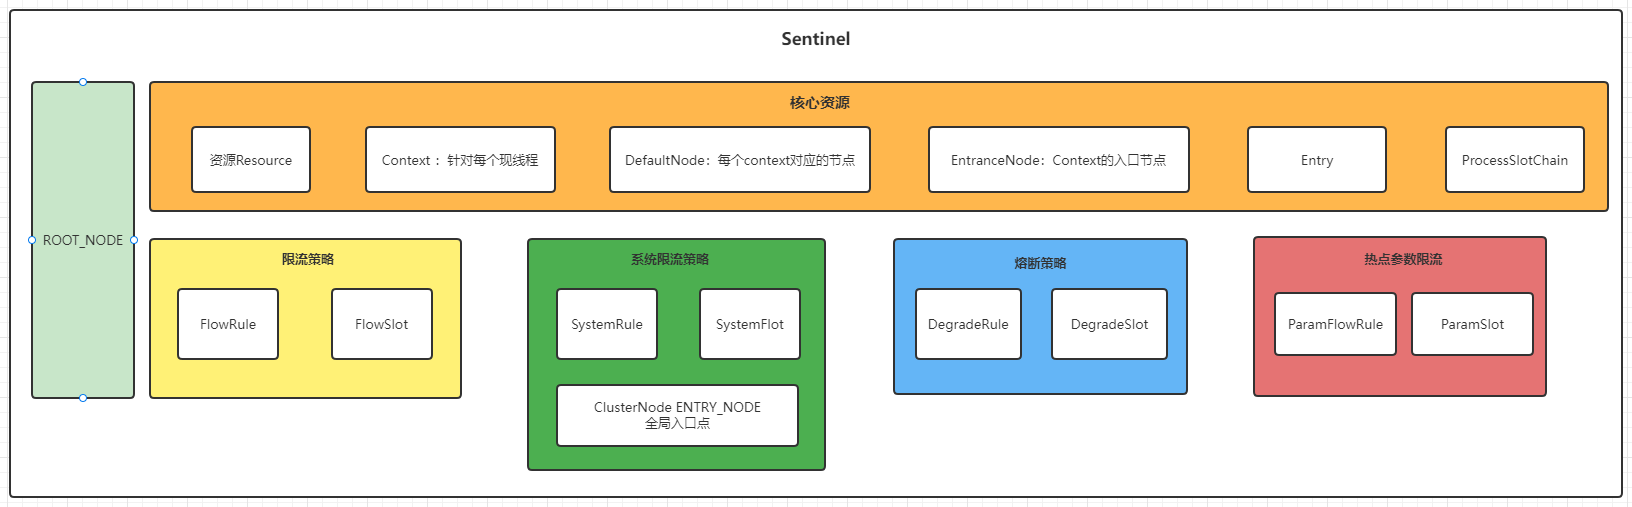 Sentinel
核心资源
资源Resource
Context： 针对每个现线程
DefaultNode：每个context对应的节点
EntranceNode：Context的入口节点
Entry
ProcessSlotChain
ROOT_NODE
限流策略
FlowRule
FlowSlot
系统限流策略
SystemRule
SystemFlot
ClusterNode ENTRY_NODE
全局入口点
熔断策略
DegradeRule
DegradeSlot
热点参数限流
ParamFlowRule
ParamSlot